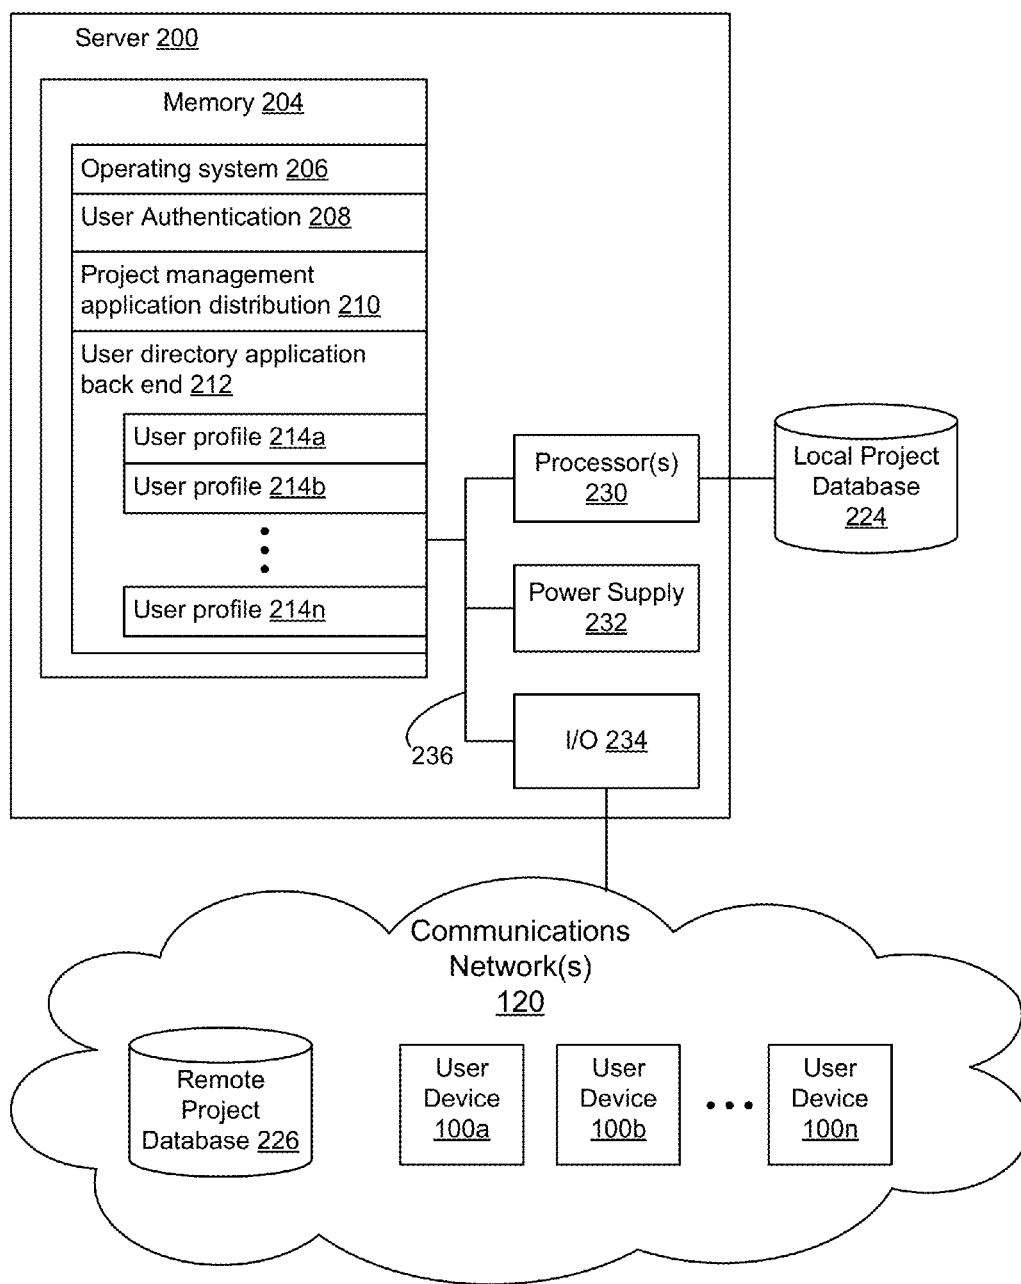 Server 200
Memory 204
Operating system 206
User Authentication 208
Project management
application distribution 210
User directory application
back end 212
User profile 214a
User profile 214b
User profile 214n
Processor(s)
230
Power Supply
232
I/O 234
236
Local Project
Database
224
Communications
Network(s)
120
Remote
Project
Database 226
User
Device
100a
User
Device
100b
User
Device
100n